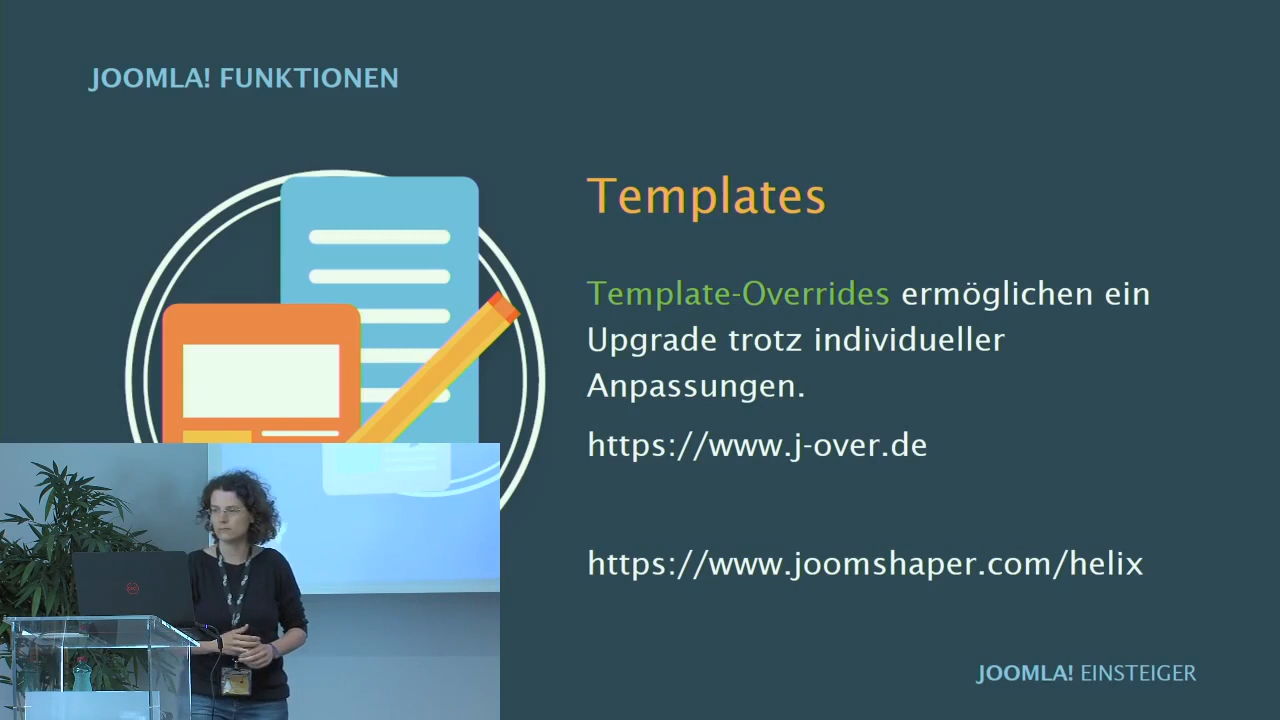 JOOMLA! FUNKTIONEN
Templates
Template-Overrides ermöglichen ein
Upgrade trotz individueller
Anpassungen.
https://www.j-over.de
https://www.joomshaper.com/helix
JOOMLA! EINSTEIGER